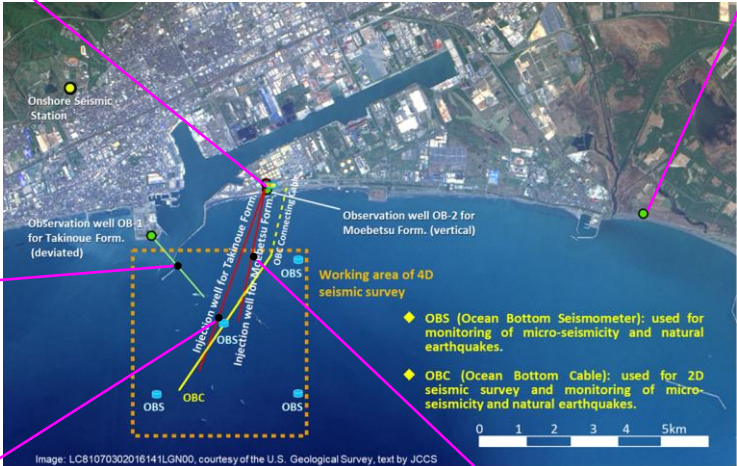 Onshore Seismic
Station
Observation well OB-1
for Takinoue Form.
(deviated)
Injection well for Takinoue Form.
Injection well for Moebetsu Form.
OBC Connecting Cable
Observation well OB-2 for
Moebetsu Form. (vertical)
OBS
Working area of 4D
seismic survey
OBS
OBS
OBC
OBS
◆ OBS (Ocean Bottom Seismometer): used for
monitoring of micro-seismicity and natural
earthquakes.
◆ OBC (Ocean Bottom Cable): used for 2D
seismic survey and monitoring of micro-
seismicity and natural earthquakes.
0 1 2 3 4 5km
Image: LC81070302016141LGN00, courtesy of the U.S. Geological Survey, text by JCCS